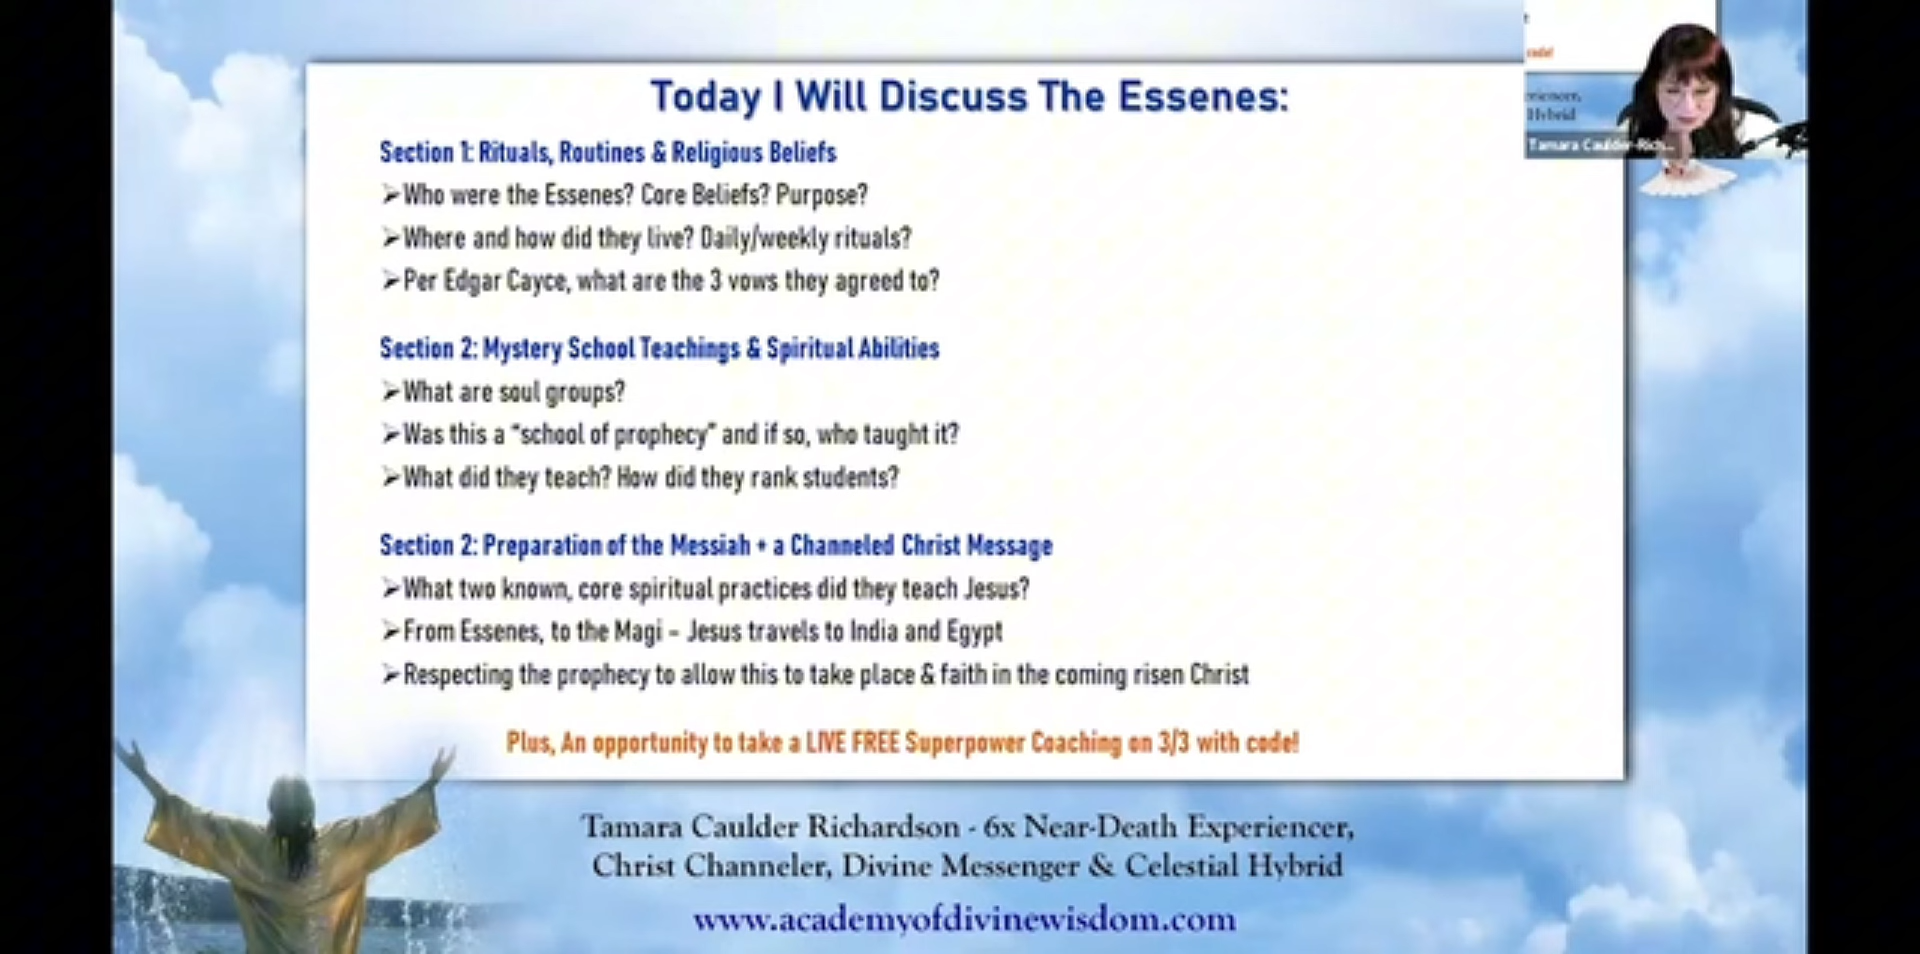 Today I Will Discuss The Essenes:
Section 1: Rituals, Routines & Religious Beliefs
➢Who were the Essenes? Core Beliefs? Purpose?
➢Where and how did they live? Daily/weekly rituals?
➢Per Edgar Cayce, what are the 3 vows they agreed to?
Section 2: Mystery School Teachings & Spiritual Abilities
➢What are soul groups?
➢Was this a "school of prophecy" and if so, who taught it?
➢What did they teach? How did they rank students?
Section 2: Preparation of the Messiah + a Channeled Christ Message
➢What two known, core spiritual practices did they teach Jesus?
➢From Essenes, to the Magi – Jesus travels to India and Egypt
➢Respecting the prophecy to allow this to take place & faith in the coming risen Christ
Plus, An opportunity to take a LIVE FREE Superpower Coaching on 3/3 with code!
Tamara Caulder Richardson - 6x Near-Death Experiencer,
Christ Channeler, Divine Messenger & Celestial Hybrid
www.academyofdivinewisdom.com
code!
riencer,
Hybrid
Tamara Caulder-Rich...